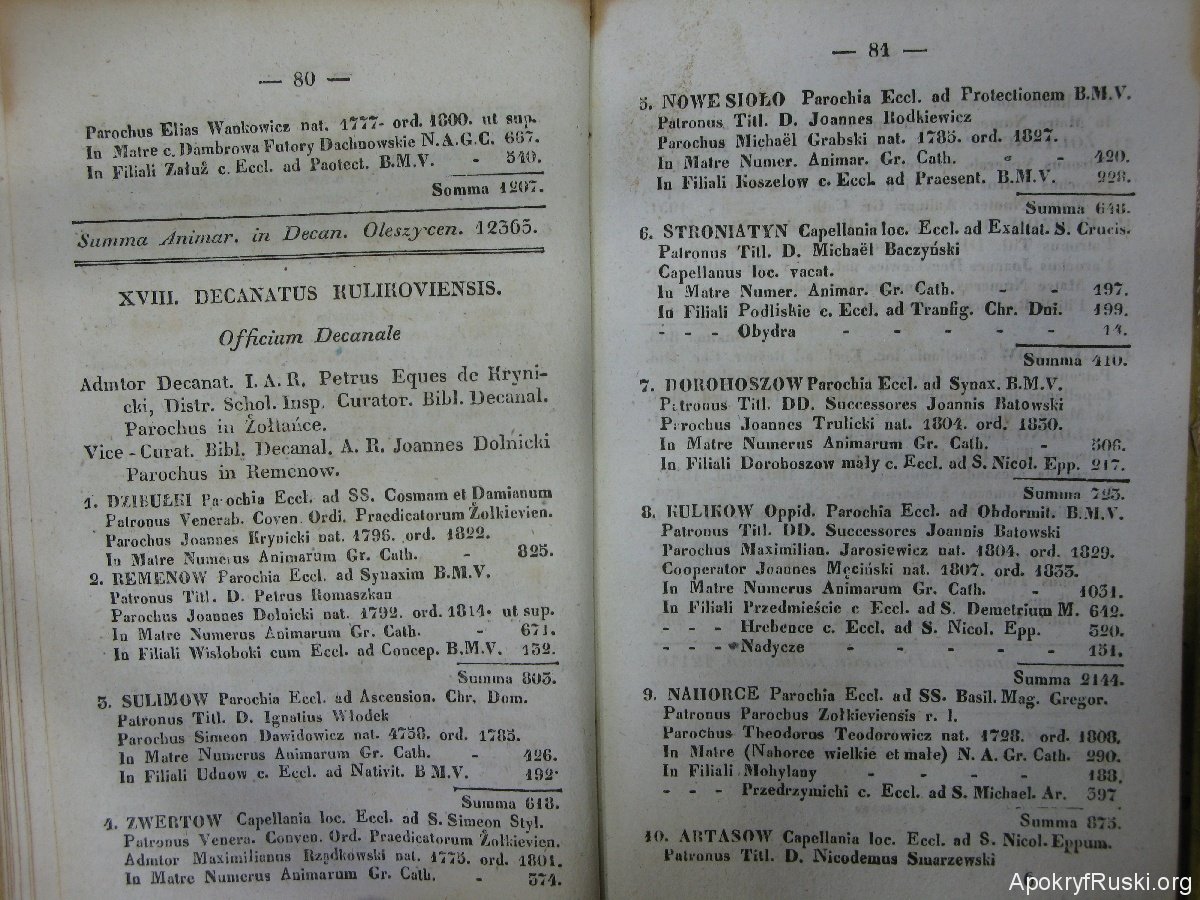 — 80 —
Parochus Elias Wankowicz nat. 1777. ord. 1800. ut sup.
In Matre c. Dambrowa Futory Dachnowskie N.A.G.C. 667.
In Filiali Załuż c. Eccl. ad Paotect. B.M.V. - 540.
Somma 1207.
Summa Animar. in Decan. Oleszycen. 12365.
XVIII. DECANATUS KULIKOVIENSIS.
Officium Decanale
Admtor Decanat. I. A. R. Petrus Eques de Kryni-
cki, Distr. Schol. Insp. Curator. Bibl. Decanal.
Parochus in Żołtańce.
Vice-Curat. Bibl. Decanal. A. R. Joannes Dolnicki
Parochus in Remenow.
1. DZIBUŁKI Parochia Eccl. ad SS. Cosmam et Damianum
Patronus Venerab. Coven. Ordi. Praedicatorum Żolkievien.
Parochus Joannes Krynicki nat. 1796. ord. 1822.
In Matre Numerus Animarum Gr. Cath. - 825.
2. REMENOW Parochia Eccl. ad Synaxim B.M.V.
Patronus Titl. D. Petrus Romaszkan
Parochus Joannes Dolnicki nat. 1792. ord. 1814. ut sup.
In Matre Numerus Animarum Gr. Cath. - 671.
In Filiali Wisłoboki cum Eccl. ad Concep. B.M.V. 132.
Summa 803.
3. SULIMOW Parochia Eccl. ad Ascension. Chr. Dom.
Patronus Titl. D. Ignatius Włodek
Parochus Simeon Dawidowicz nat. 1758. ord. 1785.
In Matre Numerus Animarum Gr. Cath. - 426.
In Filiali Udnow c. Eccl. ad Nativit. B M.V. 192.
Summa 618.
4. ZWERTOW Capellania loc. Eccl. ad S. Simeon Styl.
Patronus Venera. Conven. Ord. Praedicatorum Żolkievien.
Admtor Maximilianus Rządkowski nat. 1775. ord. 1801.
In Matre Numerus Animarum Gr. Cath. - 374.
— 81 —
5. NOWE SIOŁO Parochia Eccl. ad Protectionem B.M.V.
Patronus Titl. D. Joannes Rodkiewicz
Parochus Michaël Grabski nat. 1785. ord. 1827.
In Matre Numer. Animar. Gr. Cath. - - 420.
In Filiali Koszelow c. Eccl. ad Praesent. B.M.V. 228.
Summa 648.
6. STRONIATYN Capellania loc. Eccl. ad Exaltat. S. Crucis.
Patronus Titl. D. Michaël Baczyński
Capellanus loc. vacat.
In Matre Numer. Animar. Gr. Cath. - - 197.
In Filiali Podliskie c. Eccl. ad Tranfig. Chr. Dni. 199.
- - - Obydra - - - - - 14.
Summa 410.
7. DOROHOSZOW Parochia Eccl. ad Synax. B.M.V.
Patronus Titl. DD. Successores Joannis Batowski
Parochus Joannes Trulicki nat. 1804. ord. 1830.
In Matre Numerus Animarum Gr. Cath. - 506.
In Filiali Dorohoszow mały c. Eccl. ad S. Nicol. Epp. 217.
Summa 723.
8. KULIKOW Oppid. Parochia Eccl. ad Obdormit. B.M.V.
Patronus Titl. DD. Successores Joannis Batowski
Parochus Maximilian. Jarosiewicz nat. 1804. ord. 1829.
Cooperator Joannes Męciński nat. 1807. ord. 1833.
In Matre Numerus Animarum Gr. Cath. - 1031.
In Filiali Przedmieście c Eccl. ad S. Demetrium M. 642.
- - - Hrebence c. Eccl. ad S. Nicol. Epp. 320.
- - - Nadycze - - - - - 151.
Summa 2144.
9. NAHORCE Parochia Eccl. ad SS. Basil. Mag. Gregor.
Patronus Parochus Zołkieviensis r. l.
Parochus Theodorus Teodorowicz nat. 1728. ord. 1808.
In Matre (Nahorce wielkie et małe) N. A. Gr. Cath. 290.
In Filiali Mohylany - - - - 188.
- - - Przedrzymichi c. Eccl. ad S. Michael. Ar. 397
Summa 875.
10. ARTASOW Capellania loc. Eccl. ad S. Nicol. Eppum.
Patronus Titl. D. Nicodemus Smarzewski
6
ApokryfRuski.org